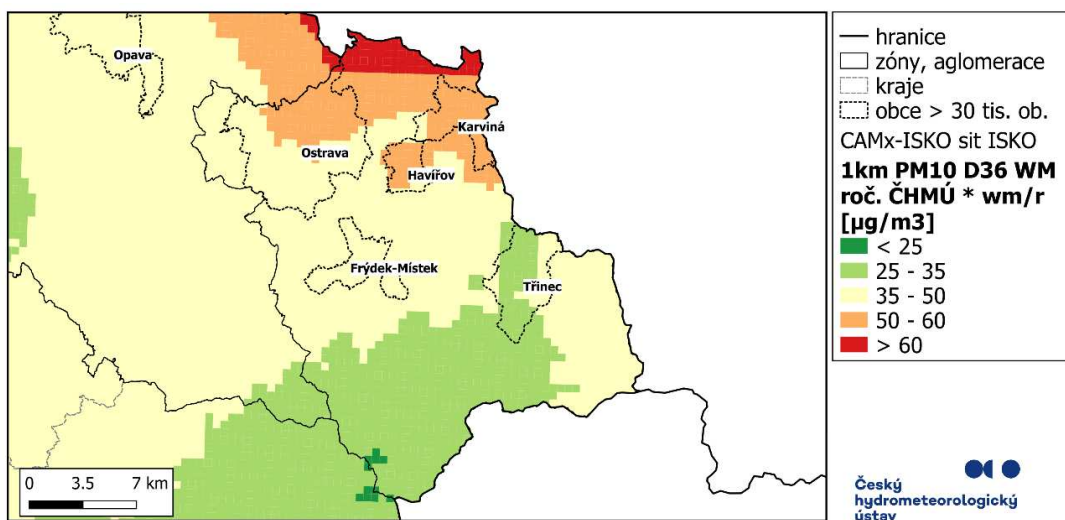 Opava
Ostrava
Karviná
Havířov
Frýdek-Místek
Třinec
0 3.5 7 km
hranice
zóny, aglomerace
kraje
obce > 30 tis. ob.
CAMx-ISKO sit ISKO
1km PM10 D36 WM
roč. ČHMÚ * wm/r
[µg/m3]
< 25
25 - 35
35 - 50
50 - 60
> 60
Český
hydrometeorologický
ústav